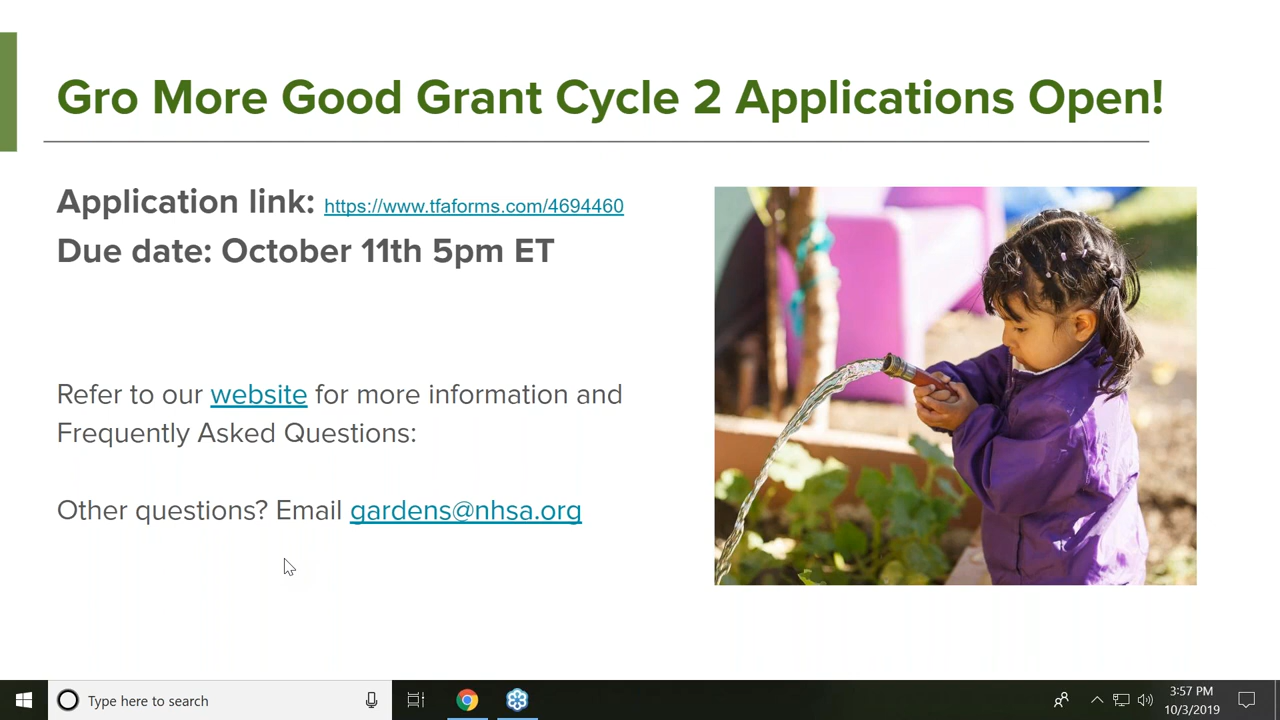 Gro More Good Grant Cycle 2 Applications Open!
Application link: https://www.tfaforms.com/4694460
Due date: October 11th 5pm ET
Refer to our website for more information and
Frequently Asked Questions:
Other questions? Email gardens@nhsa.org
Type here to search
3:57 PM
10/3/2019